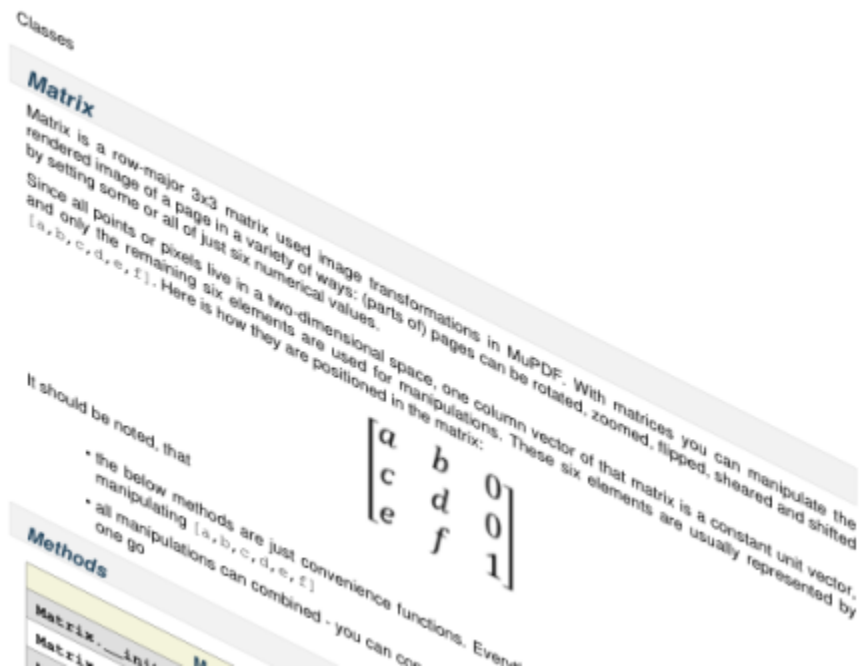 Classes
Matrix
Matrix is a row-major 3x3 matrix used image transformations in MuPDF. With matrices you can manipulate the
rendered image of a page in a variety of ways: (parts of) pages can be rotated, zoomed, flipped, sheared and shifted
by setting some or all of just six numerical values.
Since all points or pixels live in a two-dimensional space, one column vector of that matrix is a constant unit vector,
and only the remaining six elements are used for manipulations. These six elements are usually represented by
[a,b,c,d,e,f]. Here is how they are positioned in the matrix:
a b 0
c d 0
e f 1
It should be noted, that
• the below methods are just convenience functions. Everyth
manipulating [a,b,c,d,e,f]
• all manipulations can combined - you can con
one go
Methods
Matrix.__init
Matrix